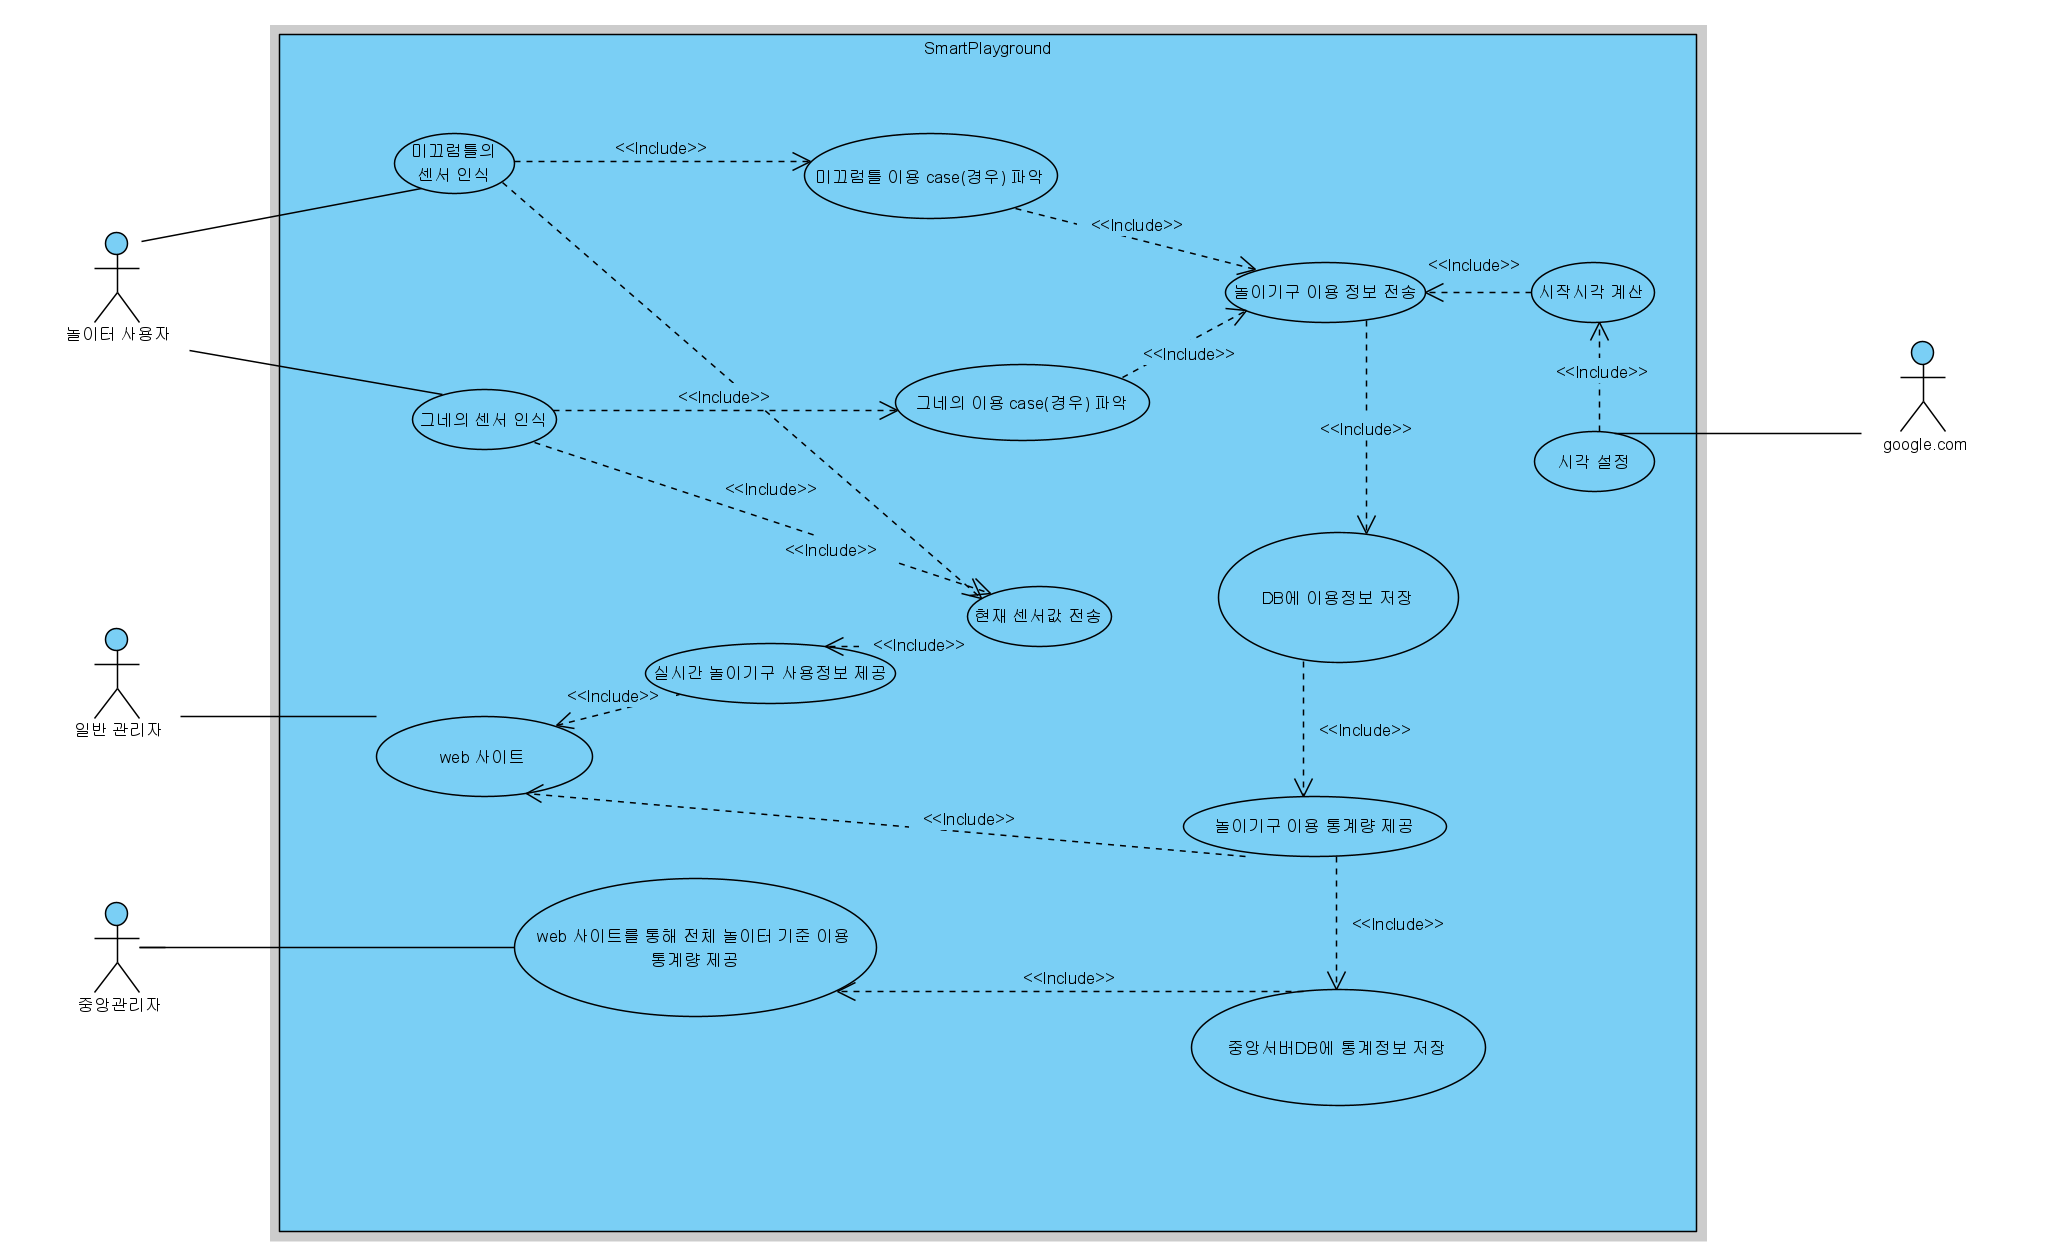 SmartPlayground
미끄럼틀의
센서 인식
<<Include>>
미끄럼틀 이용 case(경우) 파악
<<Include>>
놀이기구 이용 정보 전송
<<Include>>
시작시각 계산
놀이터 사용자
<<Include>>
<<Include>>
시각 설정
google.com
그네의 센서 인식
<<Include>>
그네의 이용 case(경우) 파악
<<Include>>
<<Include>>
<<Include>>
현재 센서값 전송
DB에 이용정보 저장
<<Include>>
실시간 놀이기구 사용정보 제공
<<Include>>
일반 관리자
web 사이트
<<Include>>
<<Include>>
놀이기구 이용 통계량 제공
<<Include>>
중앙관리자
web 사이트를 통해 전체 놀이터 기준 이용
통계량 제공
<<Include>>
중앙서버DB에 통계정보 저장